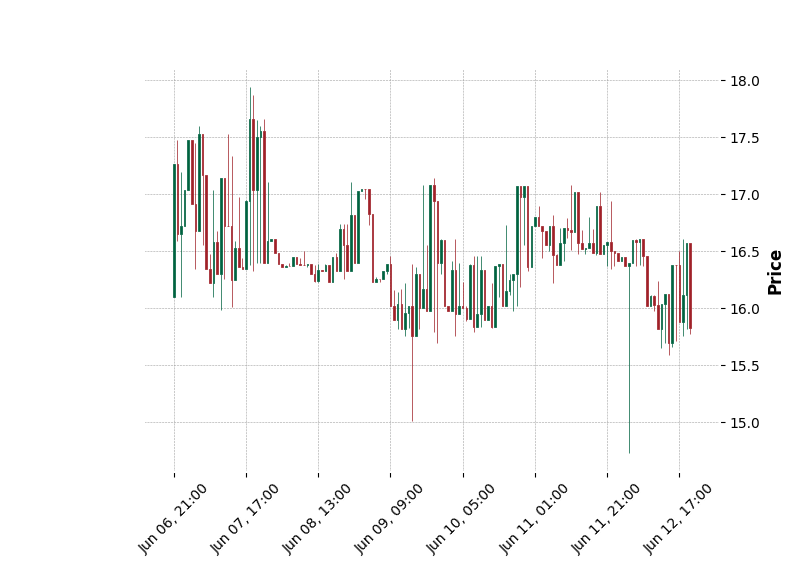 18.0
17.5
17.0
16.5
16.0
15.5
15.0
Price
Jun 06, 21:00
Jun 07, 17:00
Jun 08, 13:00
Jun 09, 09:00
Jun 10, 05:00
Jun 11, 01:00
Jun 11, 21:00
Jun 12, 17:00